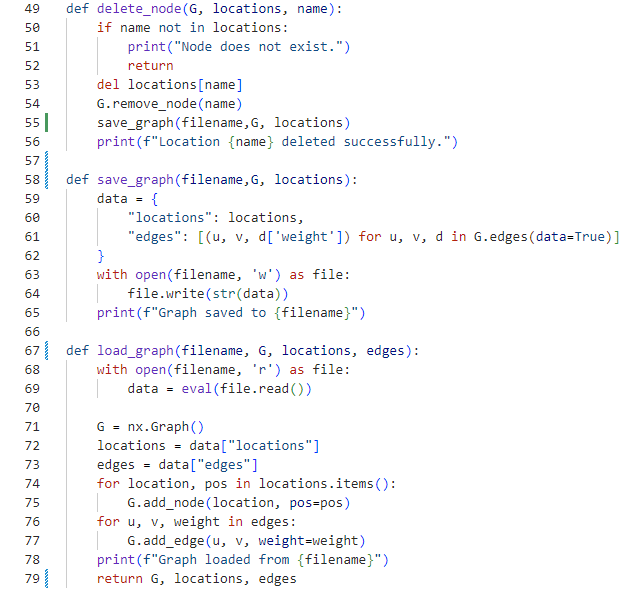 49 def delete_node(G, locations, name):
50     if name not in locations:
51         print("Node does not exist.")
52         return
53     del locations[name]
54     G.remove_node(name)
55     save_graph(filename,G, locations)
56     print(f"Location {name} deleted successfully.")
57
58 def save_graph(filename,G, locations):
59     data = {
60         "locations": locations,
61         "edges": [(u, v, d['weight']) for u, v, d in G.edges(data=True)]
62     }
63     with open(filename, 'w') as file:
64         file.write(str(data))
65     print(f"Graph saved to {filename}")
66
67 def load_graph(filename, G, locations, edges):
68     with open(filename, 'r') as file:
69         data = eval(file.read())
70
71     G = nx.Graph()
72     locations = data["locations"]
73     edges = data["edges"]
74     for location, pos in locations.items():
75         G.add_node(location, pos=pos)
76     for u, v, weight in edges:
77         G.add_edge(u, v, weight=weight)
78     print(f"Graph loaded from {filename}")
79     return G, locations, edges